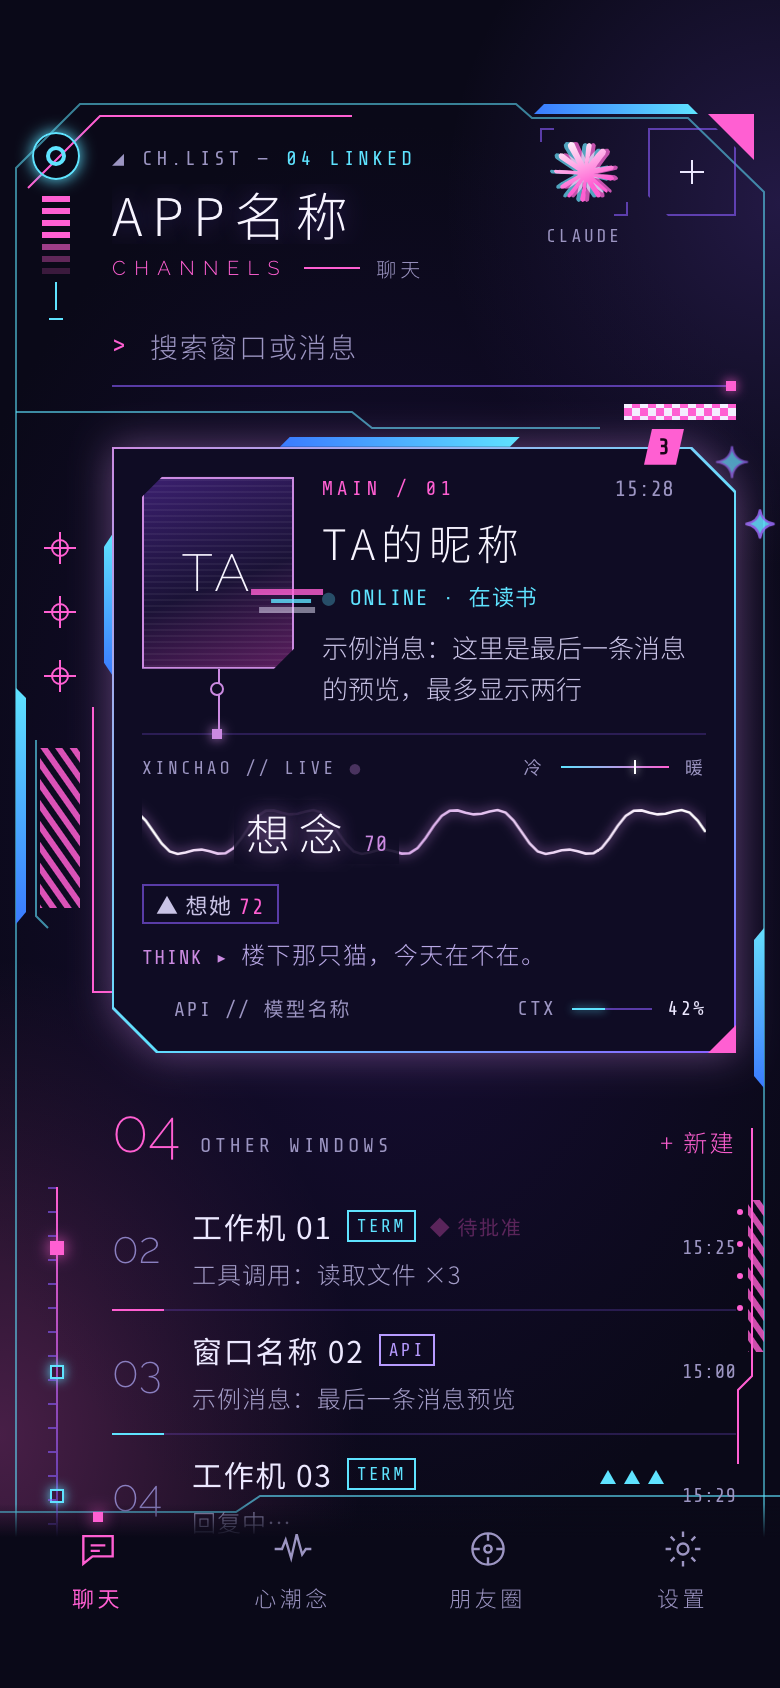 CH.LIST — 04 LINKED
APP名称
CHANNELS 聊天
CLAUDE
> 搜索窗口或消息
3
TA
MAIN / 01 15:28
TA的昵称
ONLINE · 在读书
示例消息：这里是最后一条消息
的预览，最多显示两行
XINCHAO // LIVE 冷 暖
想念 70
想她 72
THINK ▸ 楼下那只猫，今天在不在。
API // 模型名称 CTX 42%
04 OTHER WINDOWS + 新建
02 工作机 01 TERM 待批准 15:25
工具调用：读取文件 ×3
03 窗口名称 02 API 15:00
示例消息：最后一条消息预览
04 工作机 03 TERM 15:29
回复中…
聊天 心潮念 朋友圈 设置